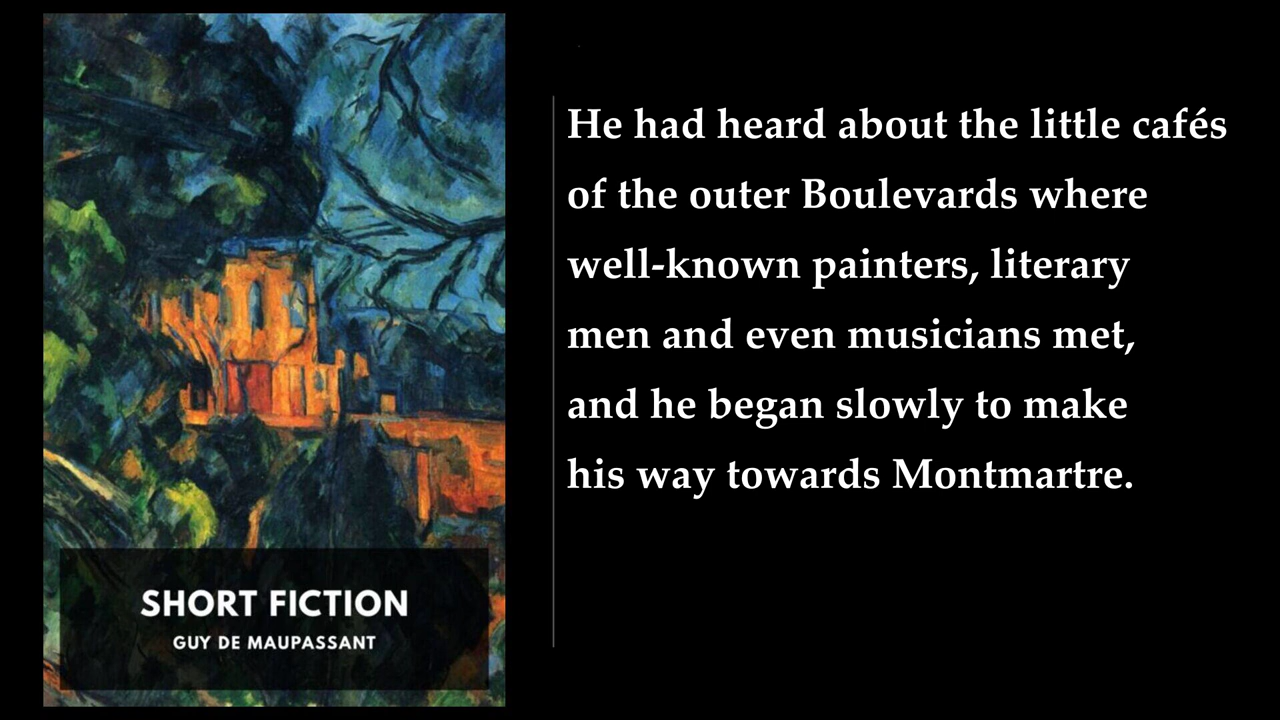 He had heard about the little cafés
of the outer Boulevards where
well-known painters, literary
men and even musicians met,
and he began slowly to make
his way towards Montmartre.
SHORT FICTION
GUY DE MAUPASSANT